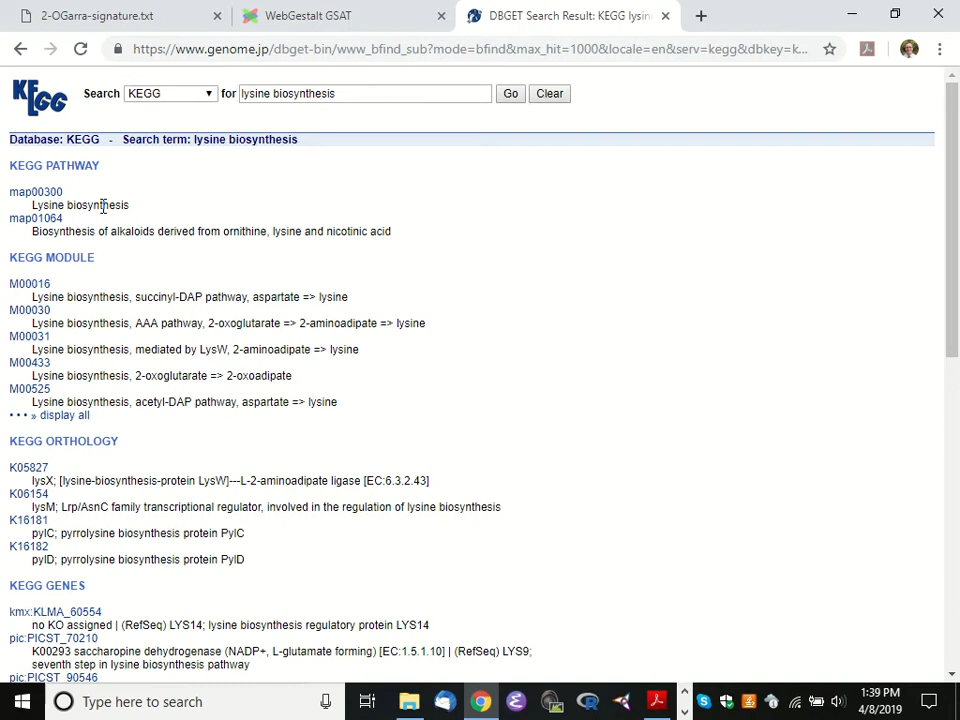 2-OGarra-signature.txt
WebGestalt GSAT
DBGET Search Result: KEGG lysin
https://www.genome.jp/dbget-bin/www_bfind_sub?mode=bfind&max_hit=1000&locale=en&serv=kegg&dbkey=k...
KEGG
Search KEGG for lysine biosynthesis Go Clear
Database: KEGG - Search term: lysine biosynthesis
KEGG PATHWAY
map00300
Lysine biosynthesis
map01064
Biosynthesis of alkaloids derived from ornithine, lysine and nicotinic acid
KEGG MODULE
M00016
Lysine biosynthesis, succinyl-DAP pathway, aspartate => lysine
M00030
Lysine biosynthesis, AAA pathway, 2-oxoglutarate => 2-aminoadipate => lysine
M00031
Lysine biosynthesis, mediated by LysW, 2-aminoadipate => lysine
M00433
Lysine biosynthesis, 2-oxoglutarate => 2-oxoadipate
M00525
Lysine biosynthesis, acetyl-DAP pathway, aspartate => lysine
• • • » display all
KEGG ORTHOLOGY
K05827
lysX; [lysine-biosynthesis-protein LysW]---L-2-aminoadipate ligase [EC:6.3.2.43]
K06154
lysM; Lrp/AsnC family transcriptional regulator, involved in the regulation of lysine biosynthesis
K16181
pylC; pyrrolysine biosynthesis protein PylC
K16182
pylD; pyrrolysine biosynthesis protein PylD
KEGG GENES
kmx:KLMA_60554
no KO assigned | (RefSeq) LYS14; lysine biosynthesis regulatory protein LYS14
pic:PICST_70210
K00293 saccharopine dehydrogenase (NADP+, L-glutamate forming) [EC:1.5.1.10] | (RefSeq) LYS9;
seventh step in lysine biosynthesis pathway
pic:PICST_90546
Type here to search
1:39 PM
4/8/2019